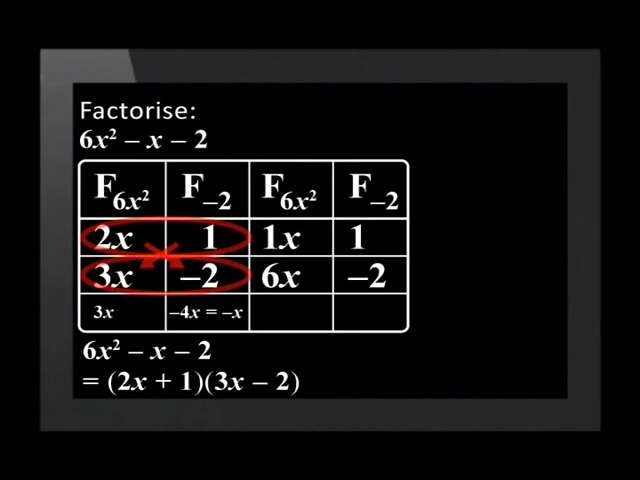 Factorise:
6x² – x – 2
F6x² F–2 F6x² F–2
2x 1 1x 1
3x –2 6x –2
3x –4x = –x
6x² – x – 2
= (2x + 1)(3x – 2)